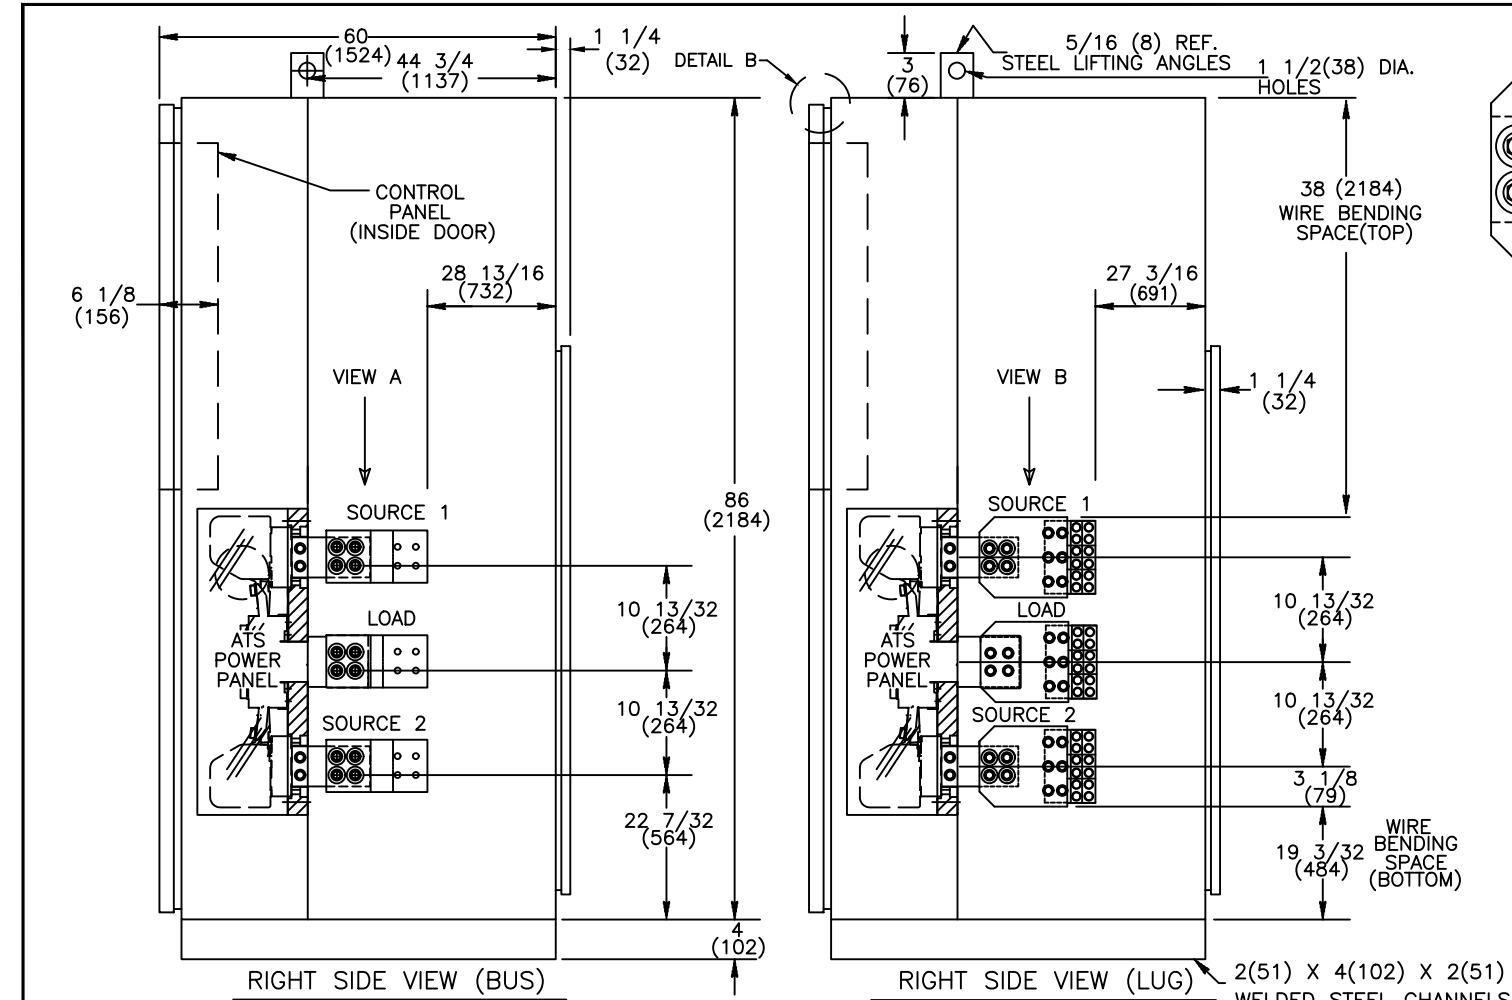 60
(1524)
44 3/4
(1137)
1 1/4
(32)
DETAIL B
3
(76)
5/16 (8) REF.
STEEL LIFTING ANGLES
1 1/2(38) DIA.
HOLES
CONTROL
PANEL
(INSIDE DOOR)
38 (2184)
WIRE BENDING
SPACE(TOP)
6 1/8
(156)
28 13/16
(732)
27 3/16
(691)
VIEW A
VIEW B
1 1/4
(32)
SOURCE 1
86
(2184)
SOURCE 1
10 13/32
(264)
10 13/32
(264)
LOAD
LOAD
ATS
POWER
PANEL
ATS
POWER
PANEL
10 13/32
(264)
10 13/32
(264)
SOURCE 2
SOURCE 2
3 1/8
(79)
22 7/32
(564)
19 3/32
(484)
WIRE
BENDING
SPACE
(BOTTOM)
4
(102)
RIGHT SIDE VIEW (BUS)
RIGHT SIDE VIEW (LUG)
2(51) X 4(102) X 2(51)
WELDED STEEL CHANNELS